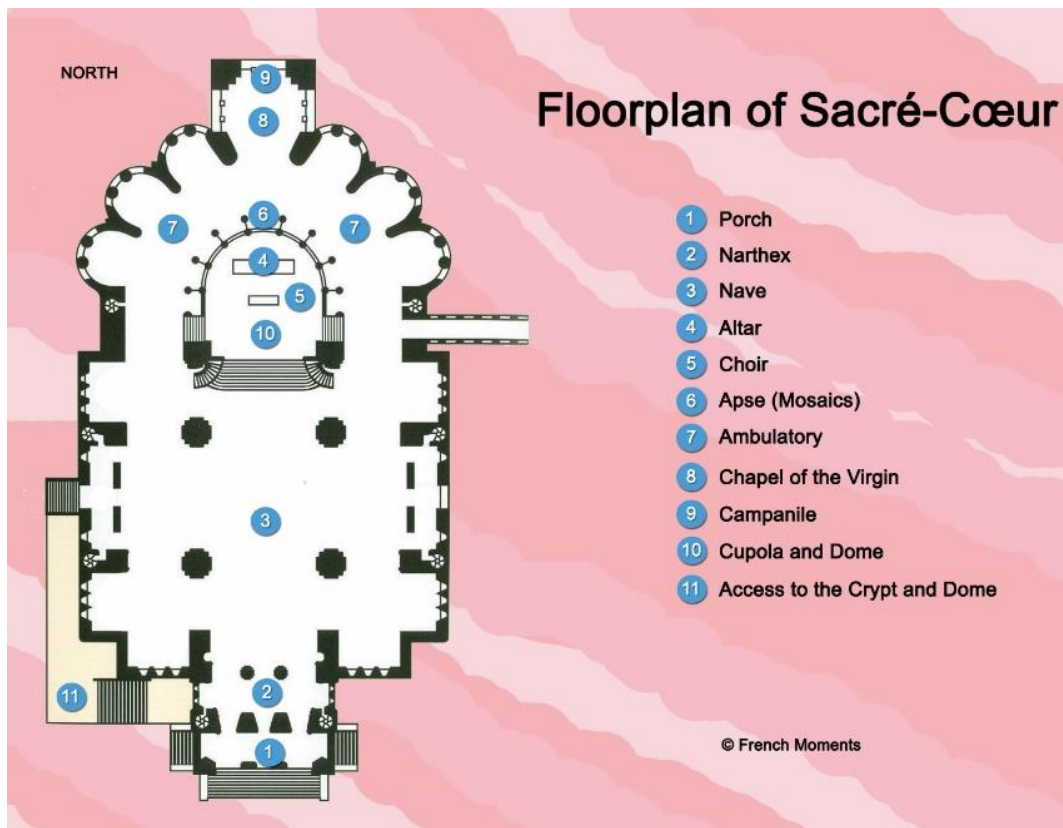 NORTH
Floorplan of Sacré-Cœur
9
8
6
7
7
4
5
10
3
11
2
1
1 Porch
2 Narthex
3 Nave
4 Altar
5 Choir
6 Apse (Mosaics)
7 Ambulatory
8 Chapel of the Virgin
9 Campanile
10 Cupola and Dome
11 Access to the Crypt and Dome
© French Moments